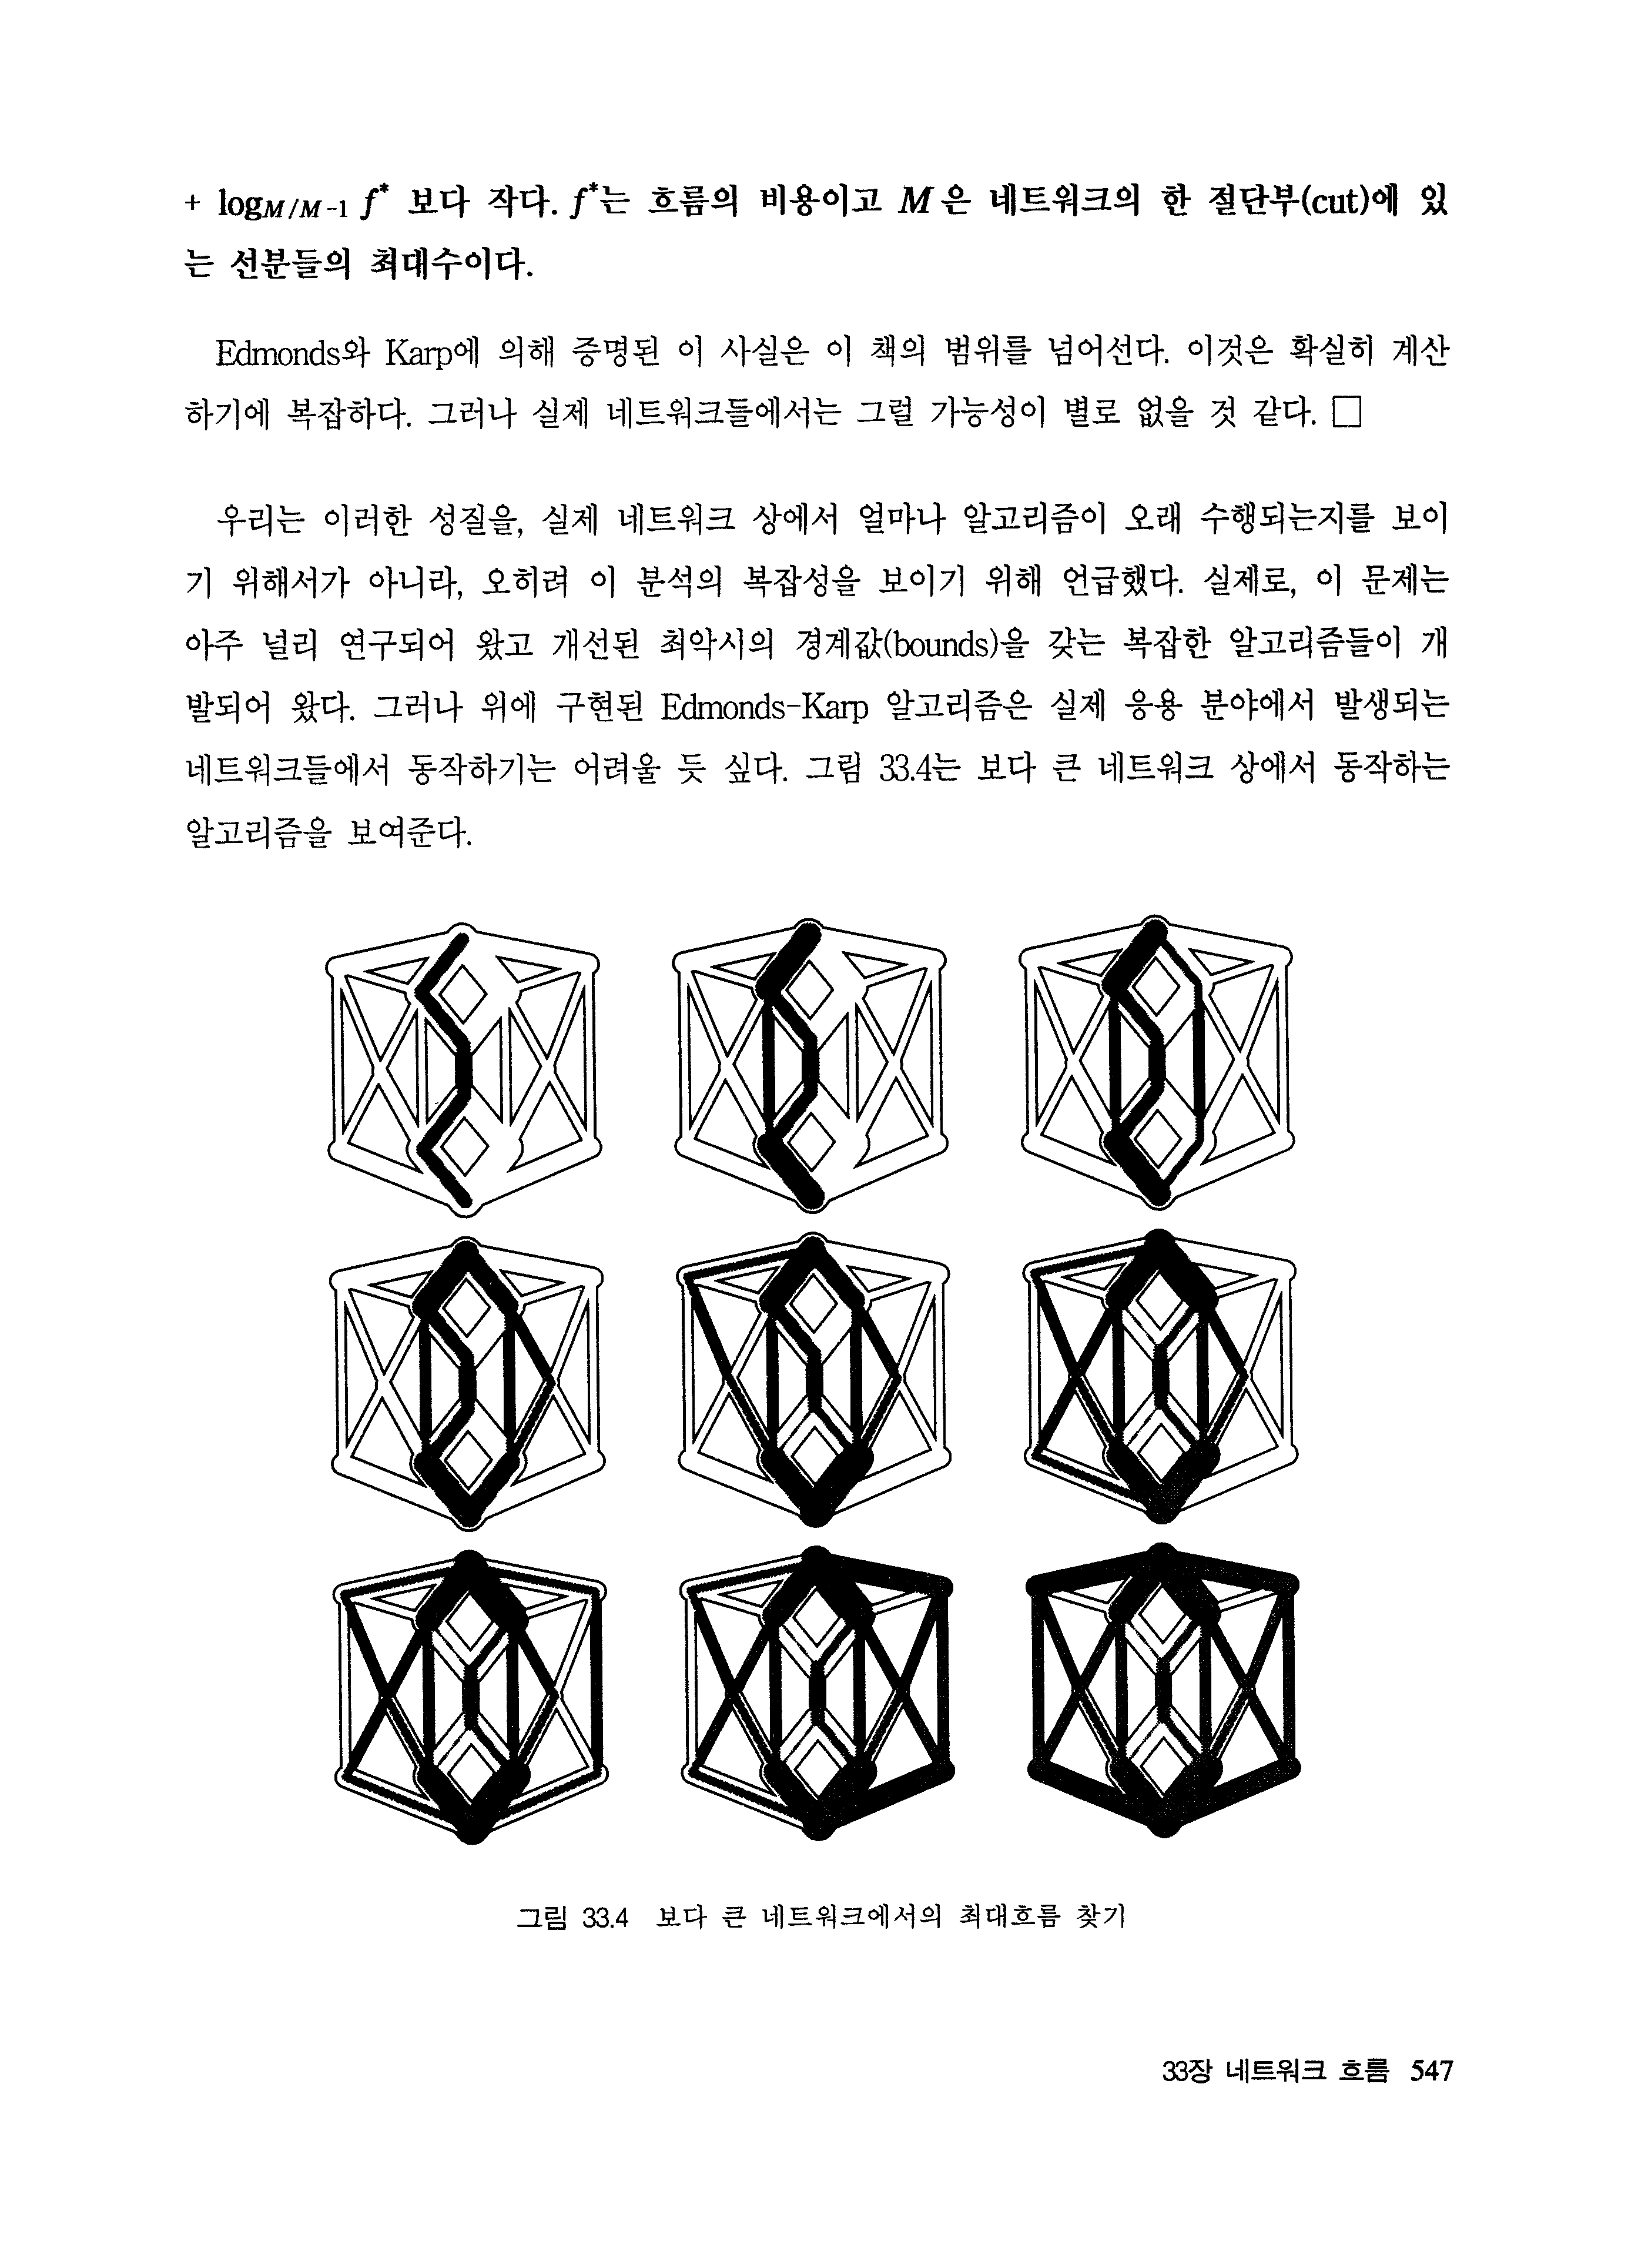 + log_{M/M-1} f* 보다 작다. f*는 흐름의 비용이고 M은 네트워크의 한 절단부(cut)에 있
는 선분들의 최대수이다.
Edmonds와 Karp에 의해 증명된 이 사실은 이 책의 범위를 넘어선다. 이것은 확실히 계산
하기에 복잡하다. 그러나 실제 네트워크들에서는 그럴 가능성이 별로 없을 것 같다. □
우리는 이러한 성질을, 실제 네트워크 상에서 얼마나 알고리즘이 오래 수행되는지를 보이
기 위해서가 아니라, 오히려 이 분석의 복잡성을 보이기 위해 언급했다. 실제로, 이 문제는
아주 널리 연구되어 왔고 개선된 최악시의 경계값(bounds)을 갖는 복잡한 알고리즘들이 개
발되어 왔다. 그러나 위에 구현된 Edmonds-Karp 알고리즘은 실제 응용 분야에서 발생되는
네트워크들에서 동작하기는 어려울 듯 싶다. 그림 33.4는 보다 큰 네트워크 상에서 동작하는
알고리즘을 보여준다.
그림 33.4 보다 큰 네트워크에서의 최대흐름 찾기
33장 네트워크 흐름 547